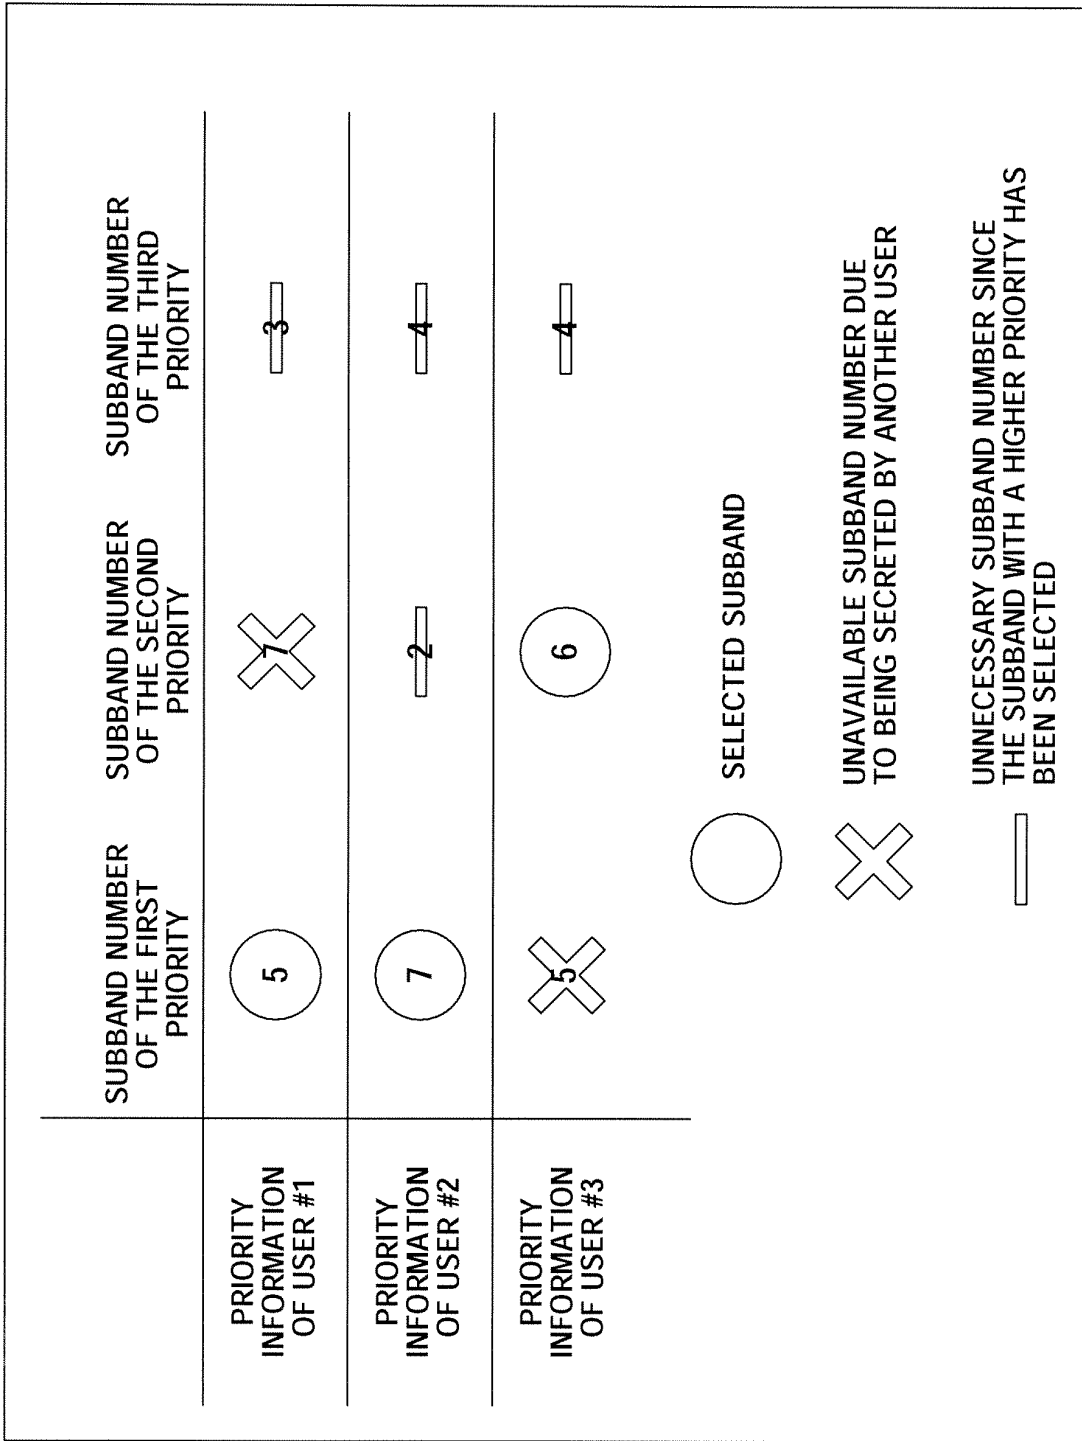 SUBBAND NUMBER
OF THE FIRST
PRIORITY
SUBBAND NUMBER
OF THE SECOND
PRIORITY
SUBBAND NUMBER
OF THE THIRD
PRIORITY
PRIORITY
INFORMATION
OF USER #1
5
7
3
PRIORITY
INFORMATION
OF USER #2
7
2
4
PRIORITY
INFORMATION
OF USER #3
5
6
4
SELECTED SUBBAND
UNAVAILABLE SUBBAND NUMBER DUE
TO BEING SECRETED BY ANOTHER USER
UNNECESSARY SUBBAND NUMBER SINCE
THE SUBBAND WITH A HIGHER PRIORITY HAS
BEEN SELECTED